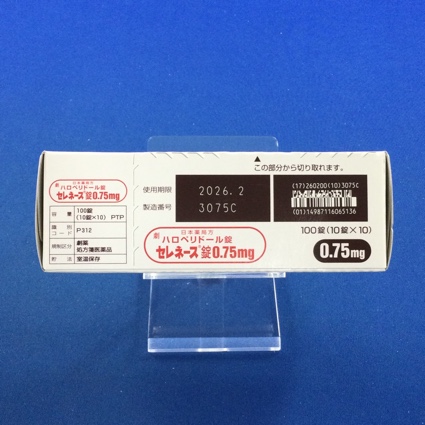 日本薬局方
劇 ハロペリドール錠
セレネース®錠0.75mg
容量 100錠
(10錠×10) PTP
識別
コード P312
規制区分 劇薬
処方箋医薬品
貯法 室温保存
▲
この部分から切り取れます。
使用期限 2026.2
製造番号 3075C
(17)260200(10)3075C
(01)14987116065136
日本薬局方
劇 ハロペリドール錠
セレネース®錠0.75mg
100錠(10錠×10)
0.75mg